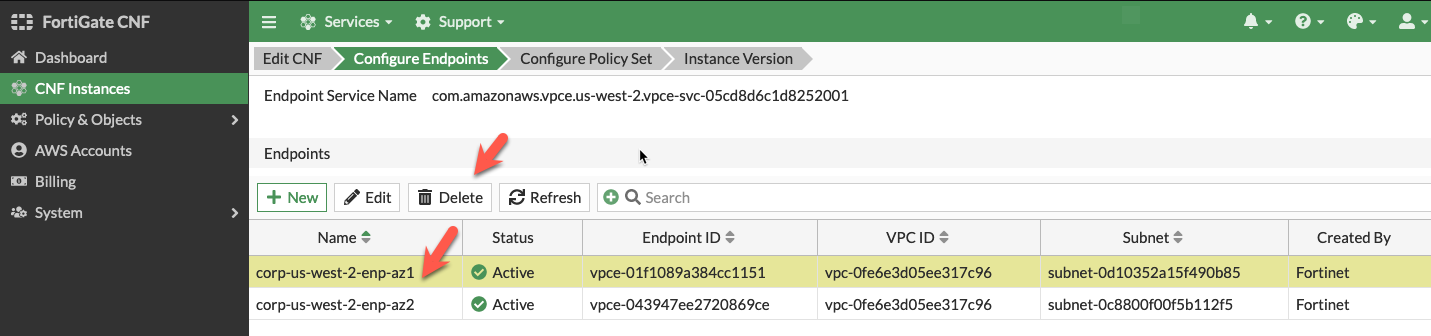 FortiGate CNF
Services
Support
Dashboard
CNF Instances
Policy & Objects
AWS Accounts
Billing
System
Edit CNF Configure Endpoints Configure Policy Set Instance Version
Endpoint Service Name com.amazonaws.vpce.us-west-2.vpce-svc-05cd8d6c1d8252001
Endpoints
New Edit Delete Refresh Search
Name Status Endpoint ID VPC ID Subnet Created By
corp-us-west-2-enp-az1 Active vpce-01f1089a384cc1151 vpc-0fe6e3d05ee317c96 subnet-0d10352a15f490b85 Fortinet
corp-us-west-2-enp-az2 Active vpce-043947ee2720869ce vpc-0fe6e3d05ee317c96 subnet-0c8800f00f5b112f5 Fortinet